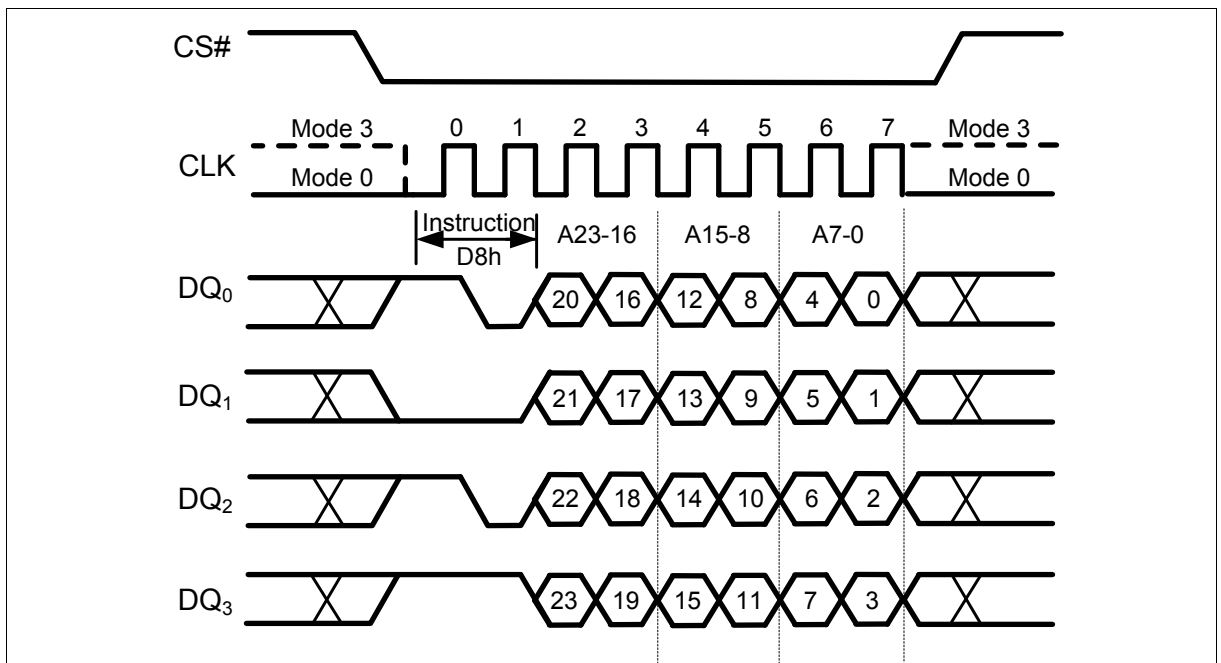 CS#
0 1 2 3 4 5 6 7
Mode 3 Mode 3
CLK
Mode 0 Mode 0
Instruction A23-16 A15-8 A7-0
D8h
DQ0 20 16 12 8 4 0
DQ1 21 17 13 9 5 1
DQ2 22 18 14 10 6 2
DQ3 23 19 15 11 7 3